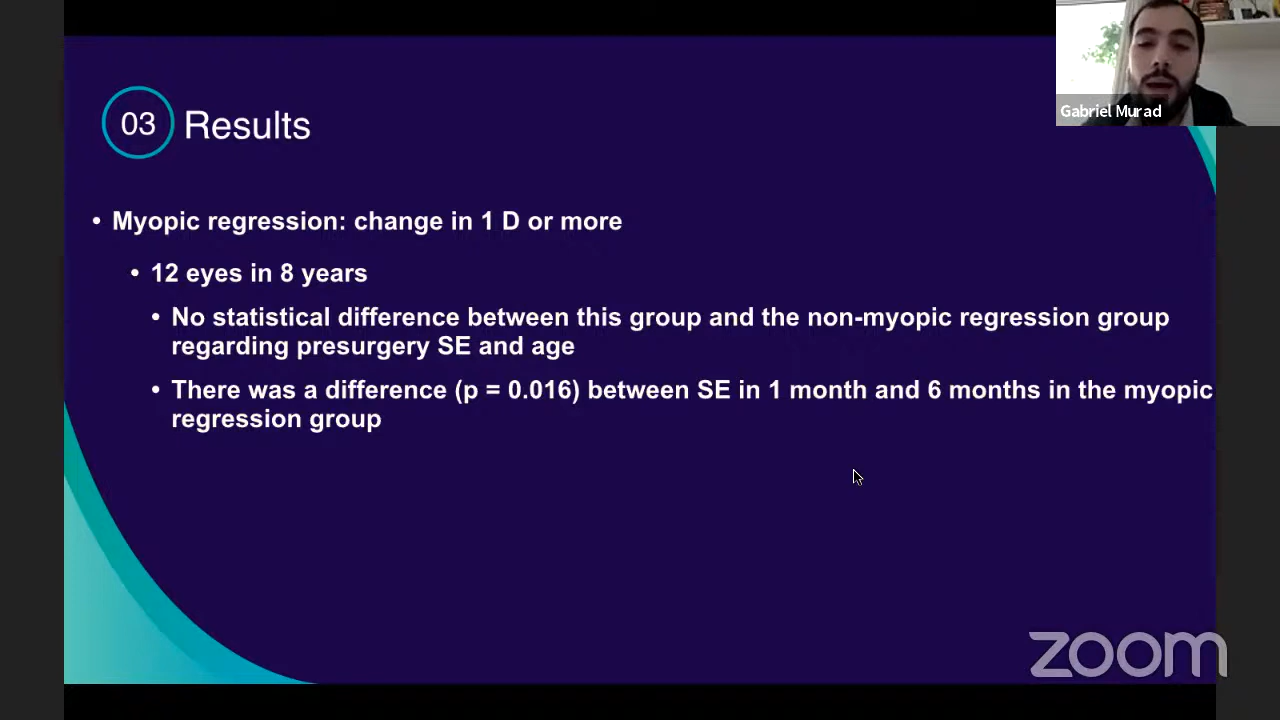 Gabriel Murad
03 Results
• Myopic regression: change in 1 D or more
• 12 eyes in 8 years
• No statistical difference between this group and the non-myopic regression group
regarding presurgery SE and age
• There was a difference (p = 0.016) between SE in 1 month and 6 months in the myopic
regression group
zoom